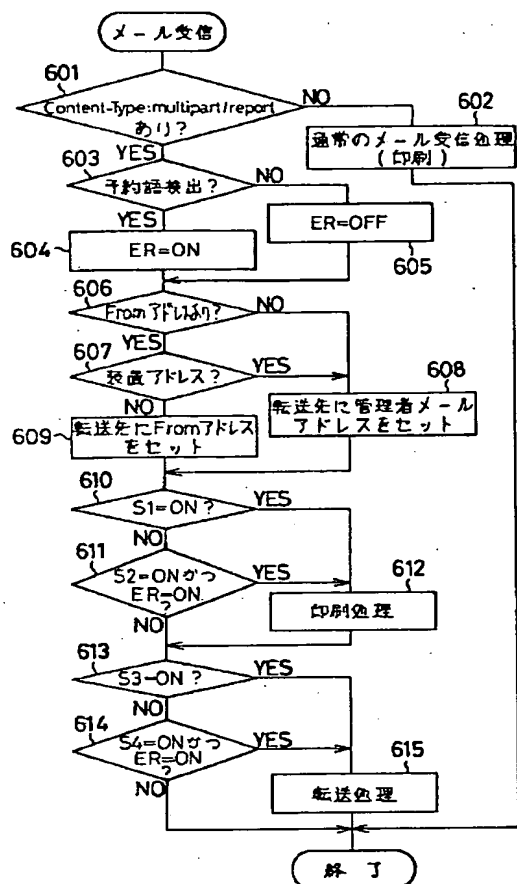 メール受信
601
Content-Type:multipart/report
あり?
NO
602
通常のメール受信処理
(印刷)
YES
603
予約語検出?
NO
YES
604
ER=ON
ER=OFF
605
606
Fromアドレスあり?
NO
YES
607
装置アドレス?
YES
608
転送先に管理者メール
アドレスをセット
NO
609
転送先にFromアドレス
をセット
610
S1=ON?
YES
NO
611
S2=ONかつ
ER=ON
?
YES
612
印刷処理
NO
613
S3=ON?
YES
NO
614
S4=ONかつ
ER=ON
?
YES
615
転送処理
NO
終了